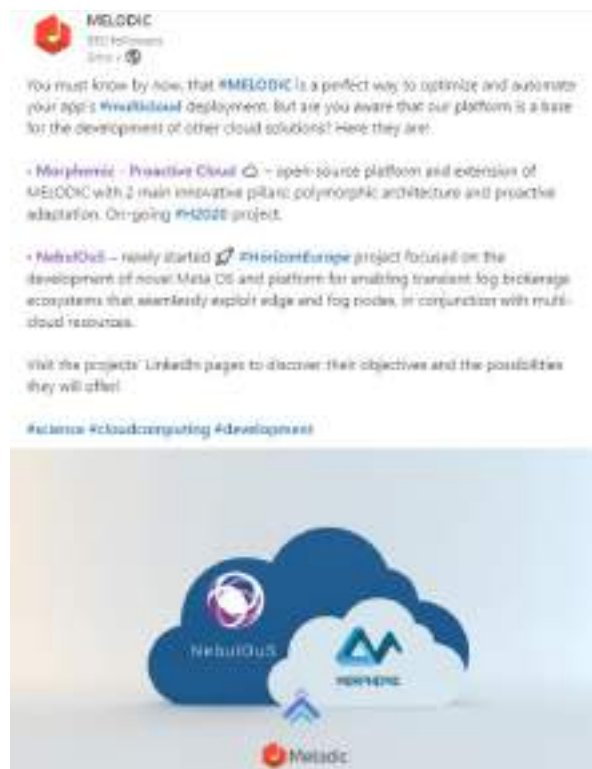 MELODIC
followers
You must know by now, that #MELODIC is a perfect way to optimize and automate
your app's #multicloud deployment. But are you aware that our platform is a base
for the development of other cloud solutions? Here they are!
• Morphemic - Proactive Cloud – open-source platform and extension of
MELODIC with 2 main innovative pillars: polymorphic architecture and proactive
adaptation. On-going #H2020 project.
• NebulOuS – newly started #HorizonEurope project focused on the
development of novel Meta OS and platform for enabling transient fog brokerage
ecosystems that seamlessly exploit edge and fog nodes, in conjunction with multi-
cloud resources.
Visit the projects' LinkedIn pages to discover their objectives and the possibilities
they will offer!
#science #cloudcomputing #development
NebulOuS
MORPHEMIC
Melodic